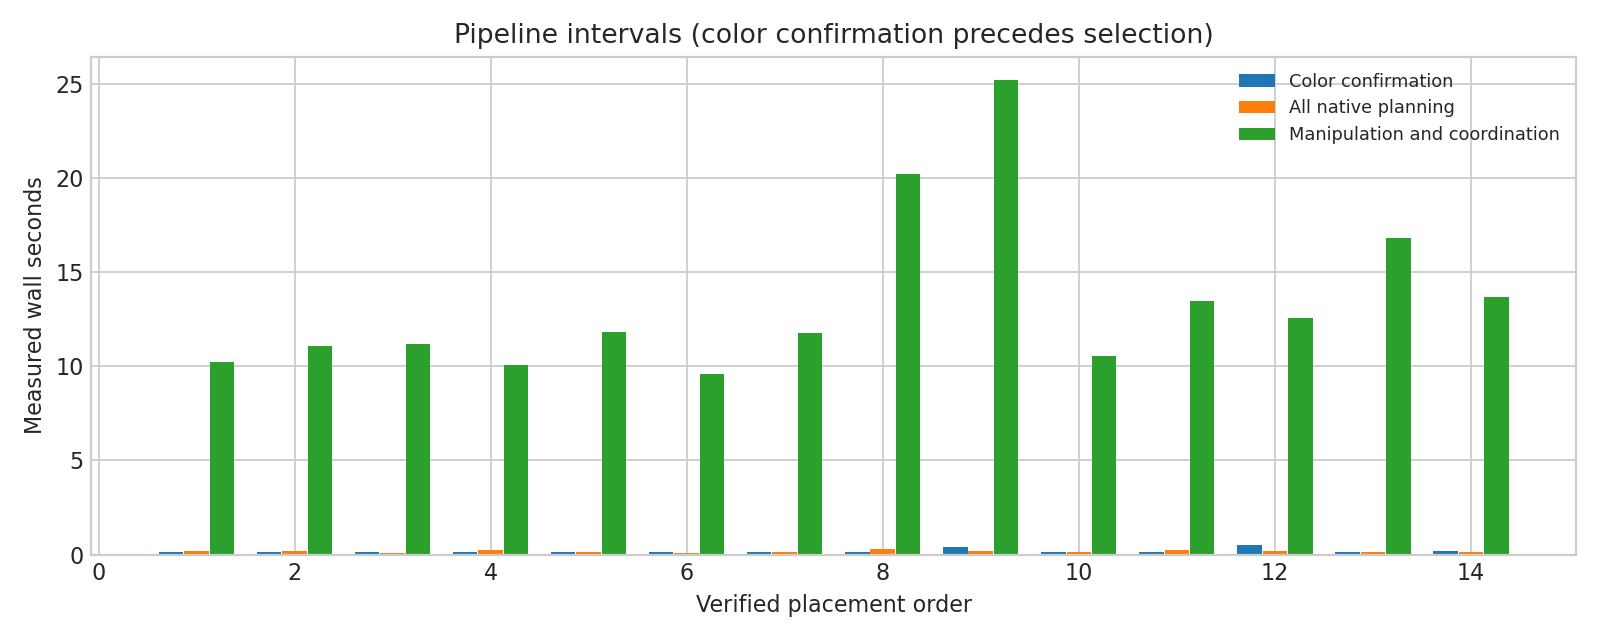 Pipeline intervals (color confirmation precedes selection)
Color confirmation
All native planning
Manipulation and coordination
Measured wall seconds
25
20
15
10
5
0
0 2 4 6 8 10 12 14
Verified placement order